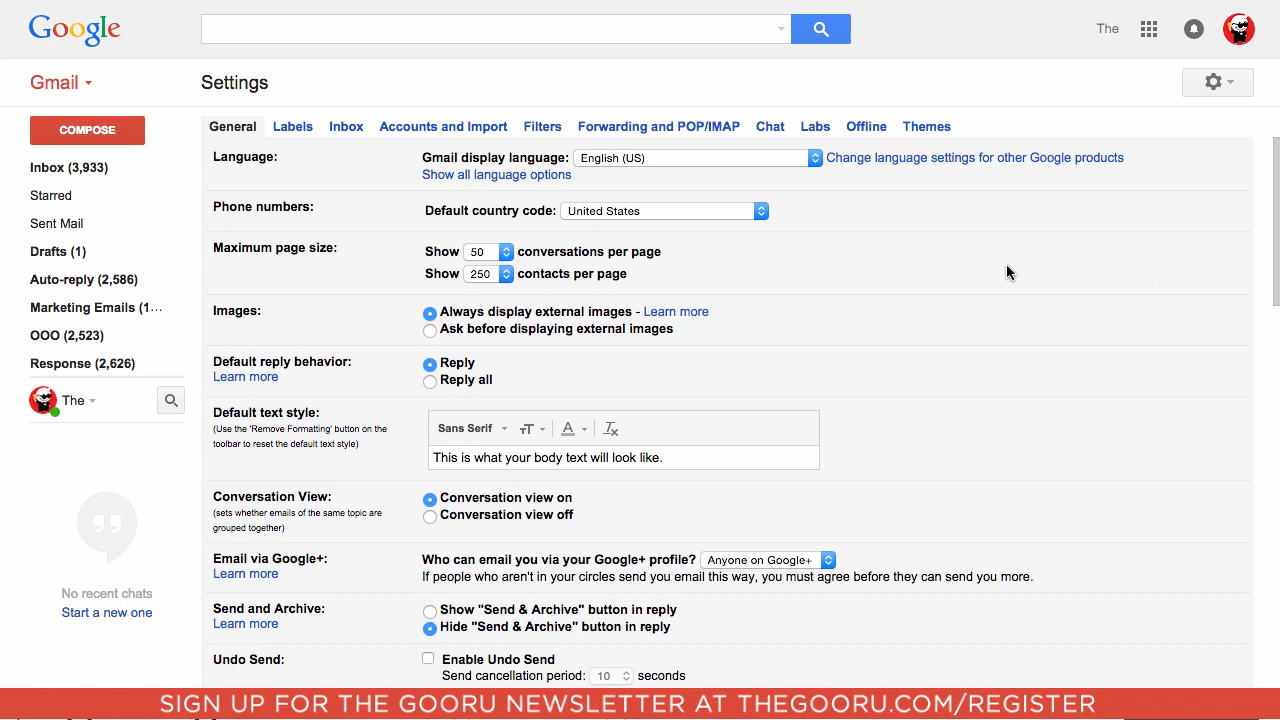 Google
The
Gmail
Settings
COMPOSE
General Labels Inbox Accounts and Import Filters Forwarding and POP/IMAP Chat Labs Offline Themes
Inbox (3,933)
Starred
Sent Mail
Drafts (1)
Auto-reply (2,586)
Marketing Emails (1…
OOO (2,523)
Response (2,626)
The
No recent chats
Start a new one
Language:
Gmail display language: English (US) Change language settings for other Google products
Show all language options
Phone numbers:
Default country code: United States
Maximum page size:
Show 50 conversations per page
Show 250 contacts per page
Images:
Always display external images - Learn more
Ask before displaying external images
Default reply behavior:
Learn more
Reply
Reply all
Default text style:
(Use the 'Remove Formatting' button on the
toolbar to reset the default text style)
Sans Serif
This is what your body text will look like.
Conversation View:
(sets whether emails of the same topic are
grouped together)
Conversation view on
Conversation view off
Email via Google+:
Learn more
Who can email you via your Google+ profile? Anyone on Google+
If people who aren't in your circles send you email this way, you must agree before they can send you more.
Send and Archive:
Learn more
Show "Send & Archive" button in reply
Hide "Send & Archive" button in reply
Undo Send:
Enable Undo Send
Send cancellation period: 10 seconds
SIGN UP FOR THE GOORU NEWSLETTER AT THEGOORU.COM/REGISTER